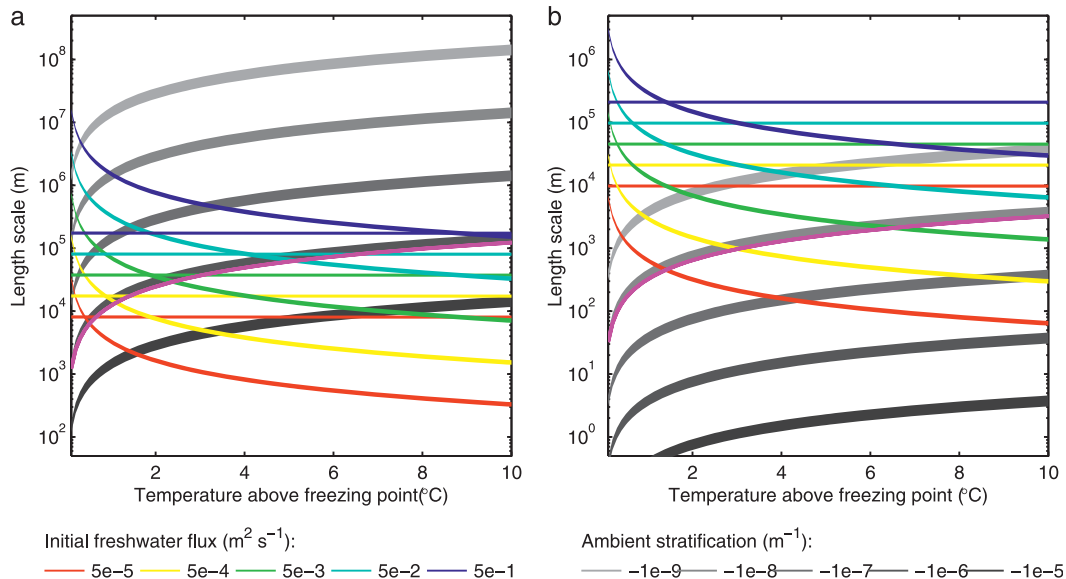 a
Length scale (m)
10^8
10^7
10^6
10^5
10^4
10^3
10^2
2
4
6
8
10
Temperature above freezing point(°C)
b
Length scale (m)
10^6
10^5
10^4
10^3
10^2
10^1
10^0
2
4
6
8
10
Temperature above freezing point (°C)
Initial freshwater flux (m^2 s^−1):
5e−5 5e−4 5e−3 5e−2 5e−1
Ambient stratification (m^−1):
−1e−9 −1e−8 −1e−7 −1e−6 −1e−5